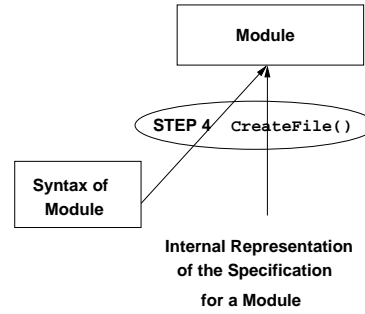 Module
STEP 4 CreateFile()
Syntax of
Module
Internal Representation
of the Specification
for a Module